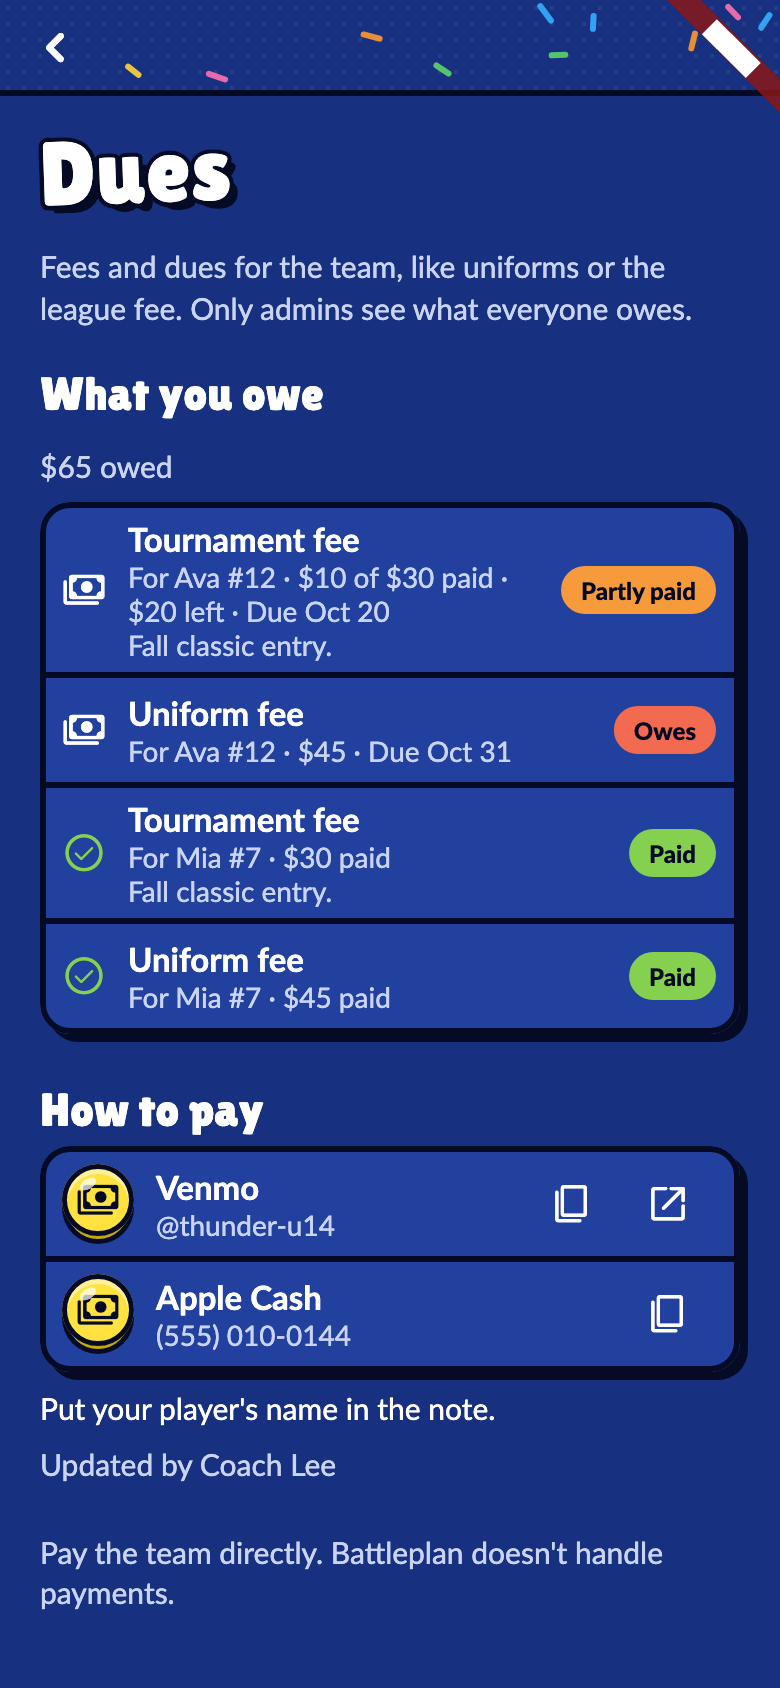 Dues
Fees and dues for the team, like uniforms or the
league fee. Only admins see what everyone owes.
What you owe
$65 owed
Tournament fee
For Ava #12 · $10 of $30 paid ·
$20 left · Due Oct 20
Fall classic entry.
Partly paid
Uniform fee
For Ava #12 · $45 · Due Oct 31
Owes
Tournament fee
For Mia #7 · $30 paid
Fall classic entry.
Paid
Uniform fee
For Mia #7 · $45 paid
Paid
How to pay
Venmo
@thunder-u14
Apple Cash
(555) 010-0144
Put your player's name in the note.
Updated by Coach Lee
Pay the team directly. Battleplan doesn't handle
payments.